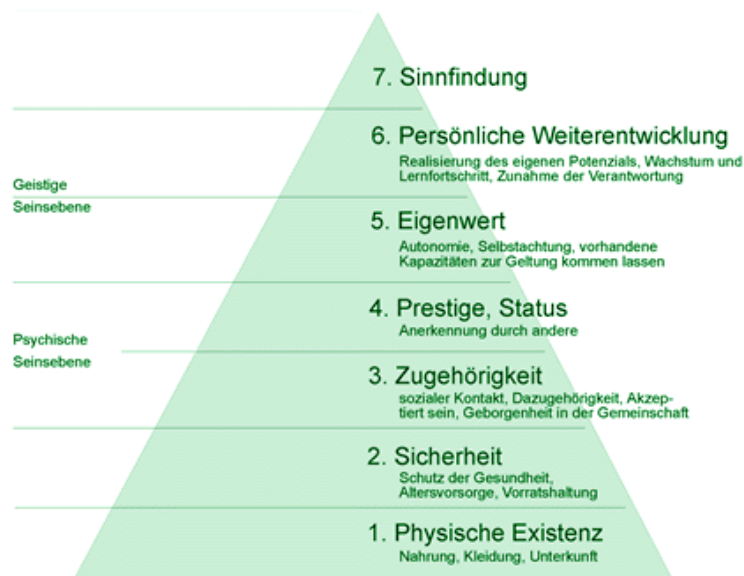 7. Sinnfindung
6. Persönliche Weiterentwicklung
Realisierung des eigenen Potenzials, Wachstum und
Lernfortschritt, Zunahme der Verantwortung
Geistige
Seinsebene
5. Eigenwert
Autonomie, Selbstachtung, vorhandene
Kapazitäten zur Geltung kommen lassen
4. Prestige, Status
Anerkennung durch andere
Psychische
Seinsebene
3. Zugehörigkeit
sozialer Kontakt, Dazugehörigkeit, Akzep-
tiert sein, Geborgenheit in der Gemeinschaft
2. Sicherheit
Schutz der Gesundheit,
Altersvorsorge, Vorratshaltung
1. Physische Existenz
Nahrung, Kleidung, Unterkunft